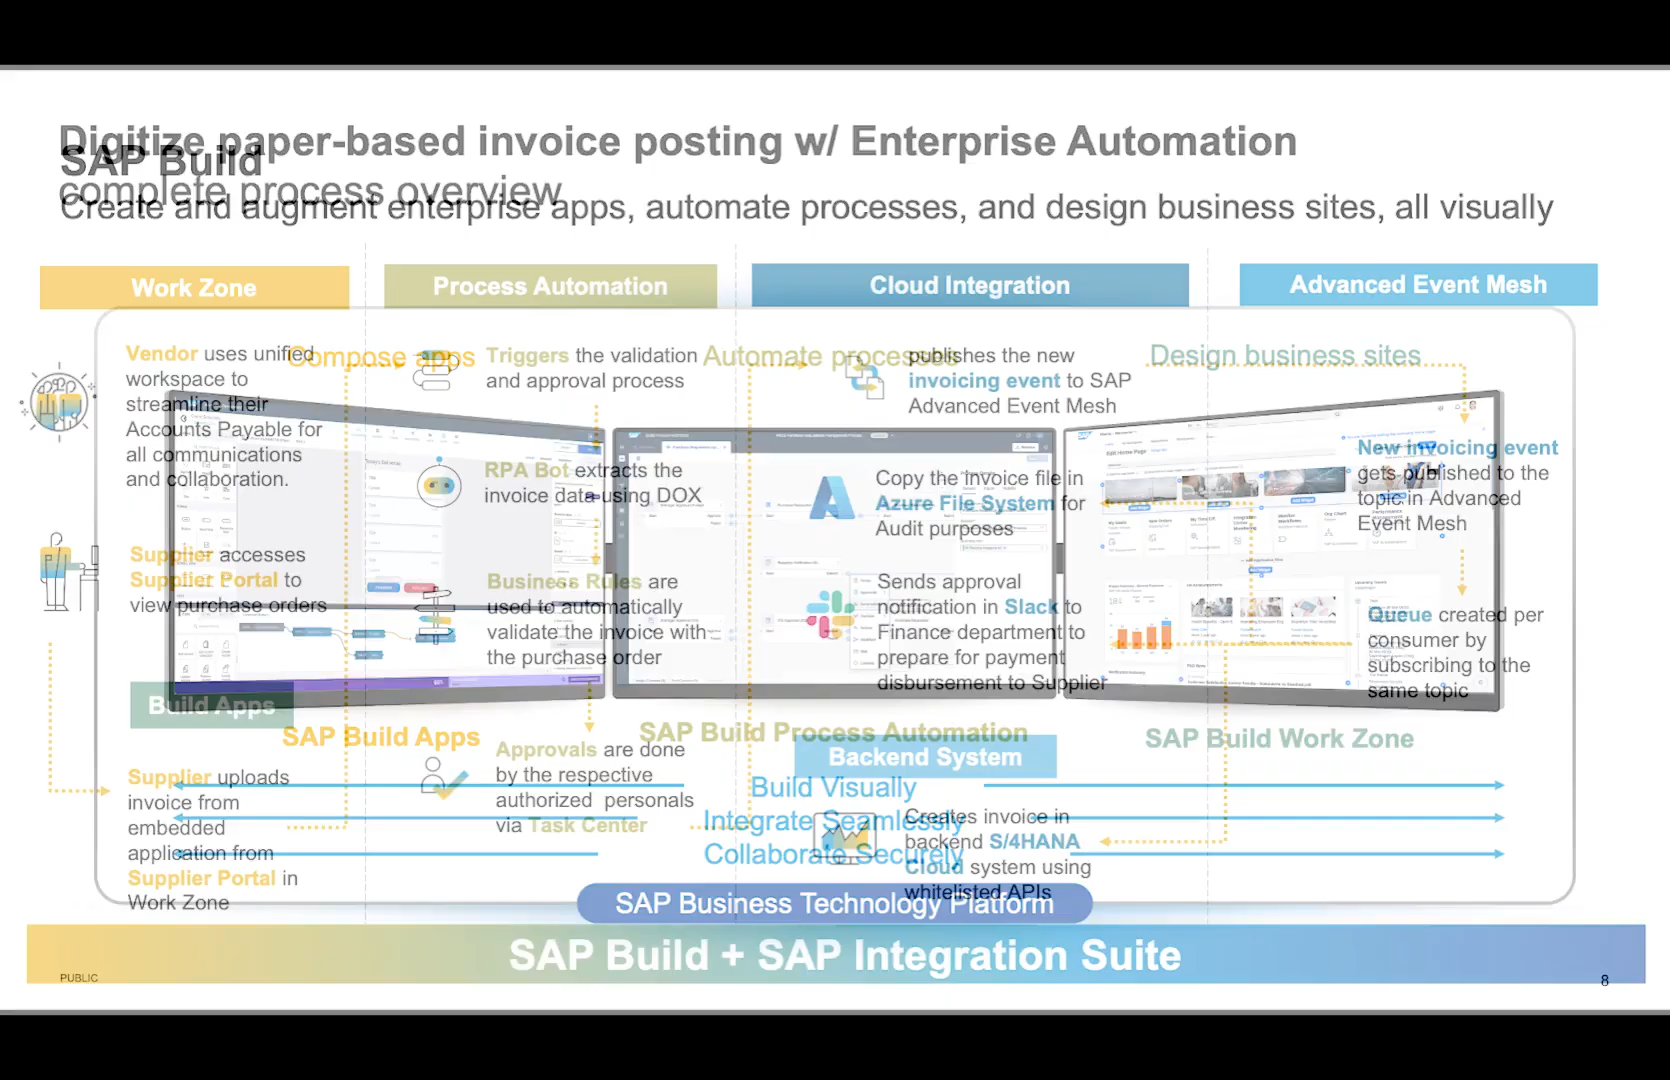 Digitize paper-based invoice posting w/ Enterprise Automation
complete process overview
SAP Build
Create and augment enterprise apps, automate processes, and design business sites, all visually
Work Zone
Process Automation
Cloud Integration
Advanced Event Mesh
Vendor uses unified
workspace to
streamline their
Accounts Payable for
all communications
and collaboration.
Supplier accesses
Supplier Portal to
view purchase orders
Build Apps
Supplier uploads
invoice from
embedded
application from
Supplier Portal in
Work Zone
Triggers the validation
and approval process
RPA Bot extracts the
invoice data using DOX
Business Rules are
used to automatically
validate the invoice with
the purchase order
Approvals are done
by the respective
authorized personals
via Task Center
publishes the new
invoicing event to SAP
Advanced Event Mesh
Copy the invoice file in
Azure File System for
Audit purposes
Sends approval
notification in Slack to
Finance department to
prepare for payment
disbursement to Supplier
Backend System
Creates invoice in
backend S/4HANA
Cloud system using
whitelisted APIs
New invoicing event
gets published to the
topic in Advanced
Event Mesh
Queue created per
consumer by
subscribing to the
same topic
Compose apps
Automate processes
Design business sites
SAP Build Apps
SAP Build Process Automation
SAP Build Work Zone
Build Visually
Integrate Seamlessly
Collaborate Securely
SAP Business Technology Platform
SAP Build + SAP Integration Suite
PUBLIC
8